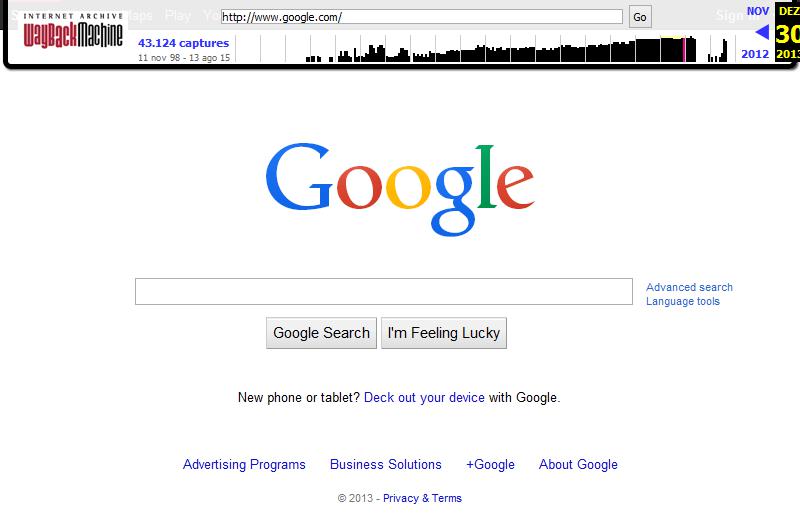 INTERNET ARCHIVE
WayBackMachine
Maps Play
http://www.google.com/
Go
Sign in
NOV
DEZ
43.124 captures
30
11 nov 98 - 13 ago 15
2012
2013
Google
Advanced search
Language tools
Google Search
I'm Feeling Lucky
New phone or tablet? Deck out your device with Google.
Advertising Programs
Business Solutions
+Google
About Google
© 2013 - Privacy & Terms